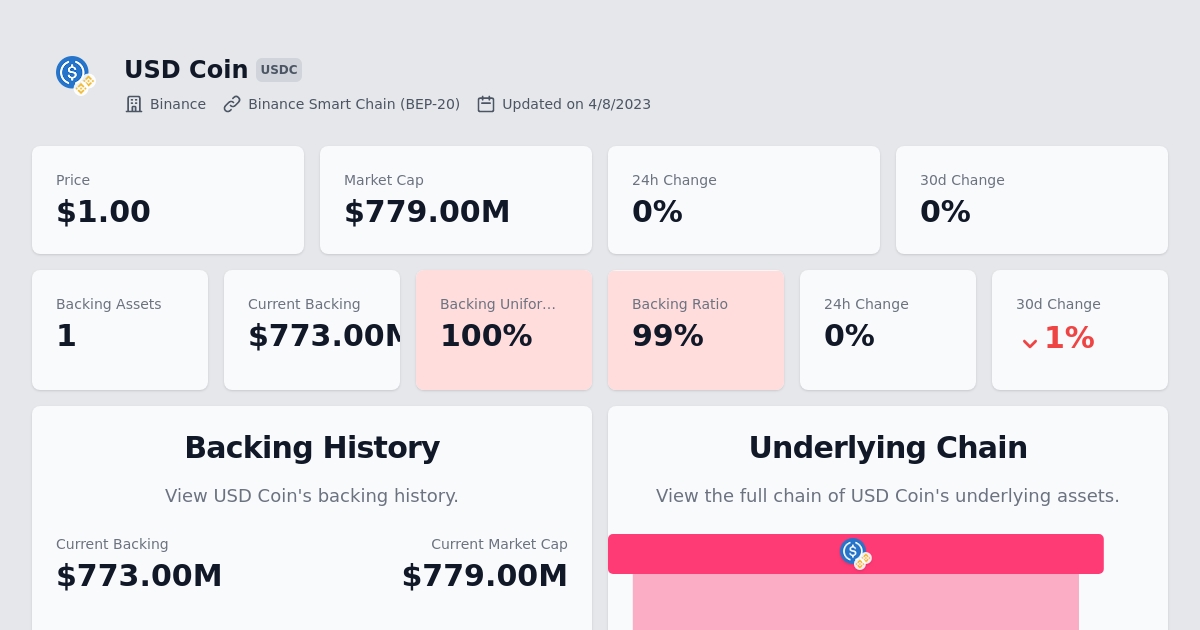 USD Coin USDC
Binance Binance Smart Chain (BEP-20) Updated on 4/8/2023
Price Market Cap 24h Change 30d Change
$1.00 $779.00M 0% 0%
Backing Assets Current Backing Backing Unifor... Backing Ratio 24h Change 30d Change
1 $773.00M 100% 99% 0% 1%
Backing History
View USD Coin's backing history.
Current Backing Current Market Cap
$773.00M $779.00M
Underlying Chain
View the full chain of USD Coin's underlying assets.